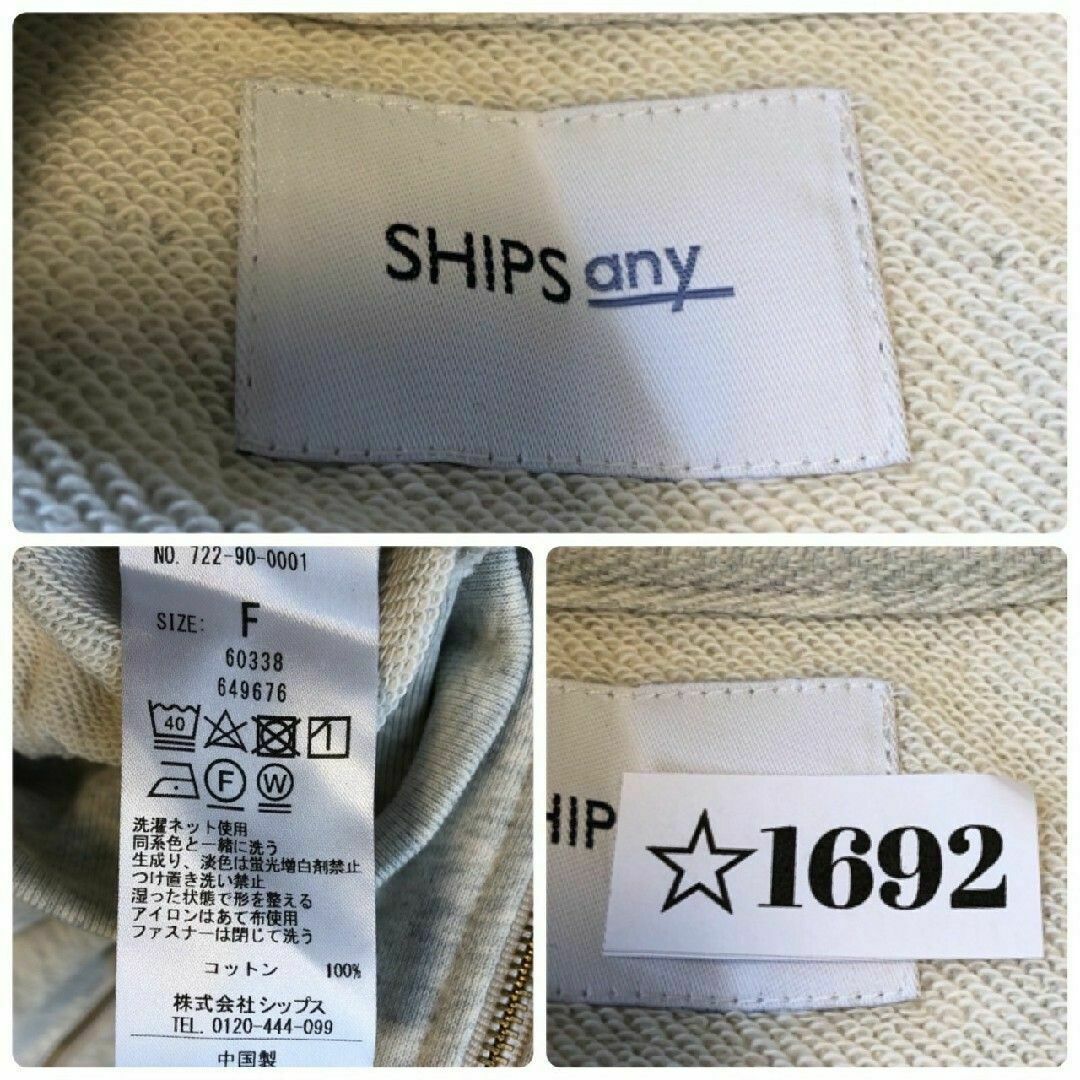 SHIPS any
NO. 722-90-0001
SIZE: F
60338
649676
40
F W
洗濯ネット使用
同系色と一緒に洗う
生成り、淡色は蛍光増白剤禁止
つけ置き洗い禁止
湿った状態で形を整える
アイロンはあて布使用
ファスナーは閉じて洗う
コットン 100%
株式会社シップス
TEL. 0120-444-099
中国製
HIP
☆1692